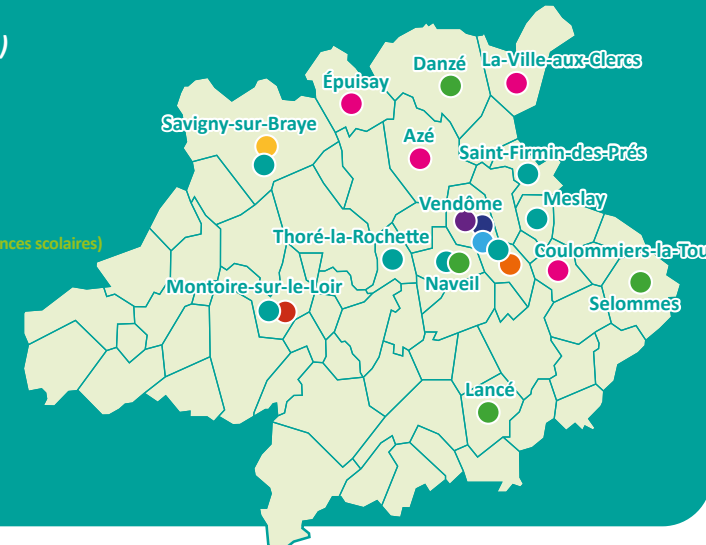 )
Danzé
La-Ville-aux-Clercs
Épuisay
Savigny-sur-Braye
Azé
Saint-Firmin-des-Prés
Vendôme
Meslay
nces scolaires)
Thoré-la-Rochette
Coulommiers-la-Tou
Montoire-sur-le-Loir
Naveil
Selommes
Lancé